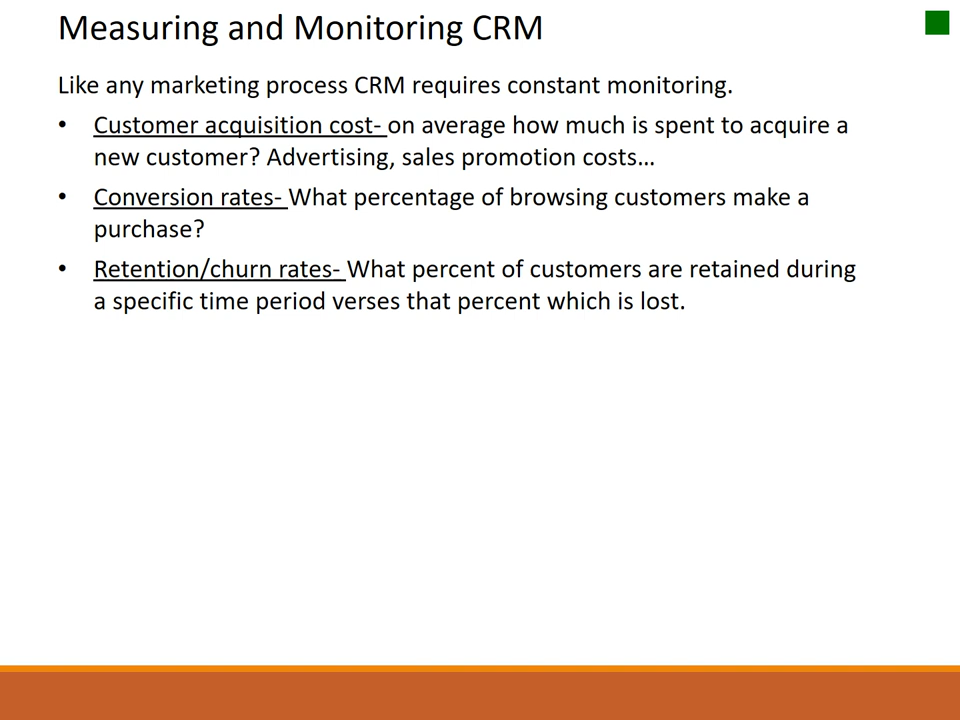 Measuring and Monitoring CRM
Like any marketing process CRM requires constant monitoring.
• Customer acquisition cost- on average how much is spent to acquire a
new customer? Advertising, sales promotion costs…
• Conversion rates- What percentage of browsing customers make a
purchase?
• Retention/churn rates- What percent of customers are retained during
a specific time period verses that percent which is lost.